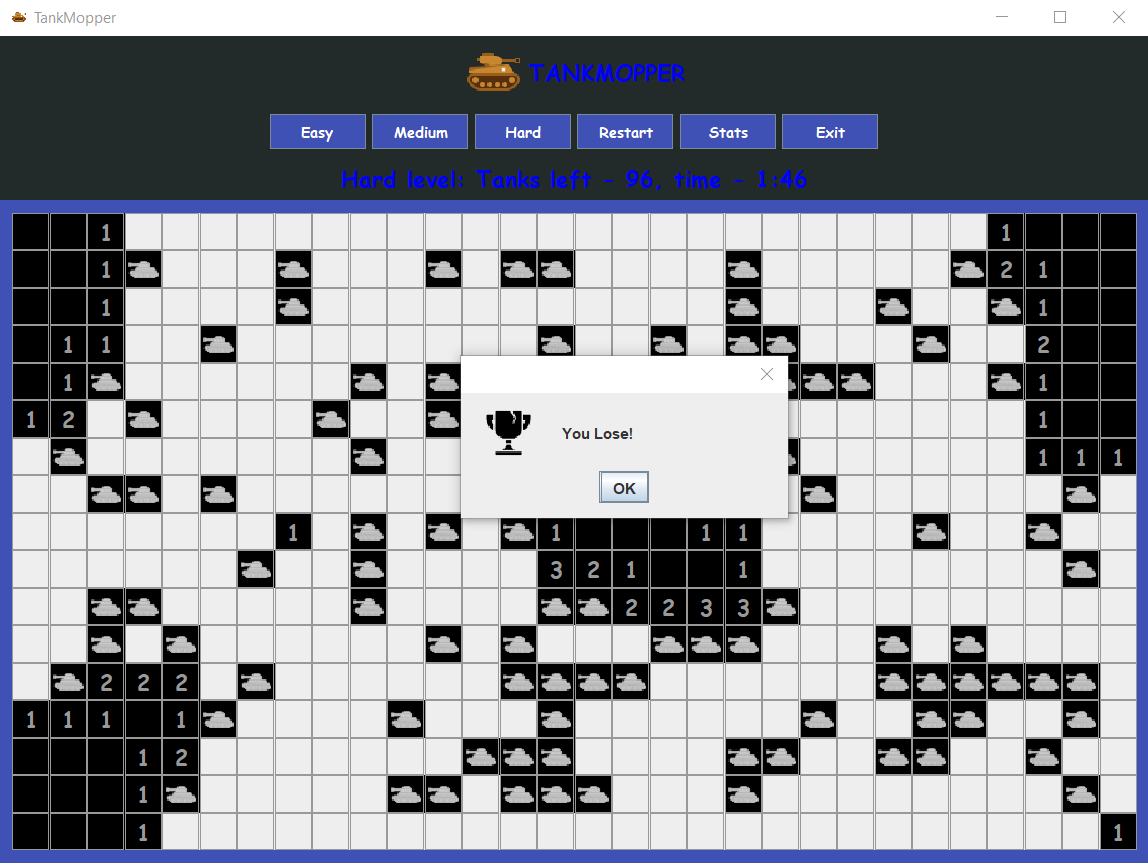 TankMopper
TANKMOPPER
Easy Medium Hard Restart Stats Exit
Hard level: Tanks left - 96, time - 1:46
1 1
1 2 1
1 1
1 1 2
1 1
1 2 1
You Lose!
1 1 1
OK
1 1 1 1
3 2 1 1
2 2 3 3
2 2 2
1 1 1 1
1 2
1
1 1